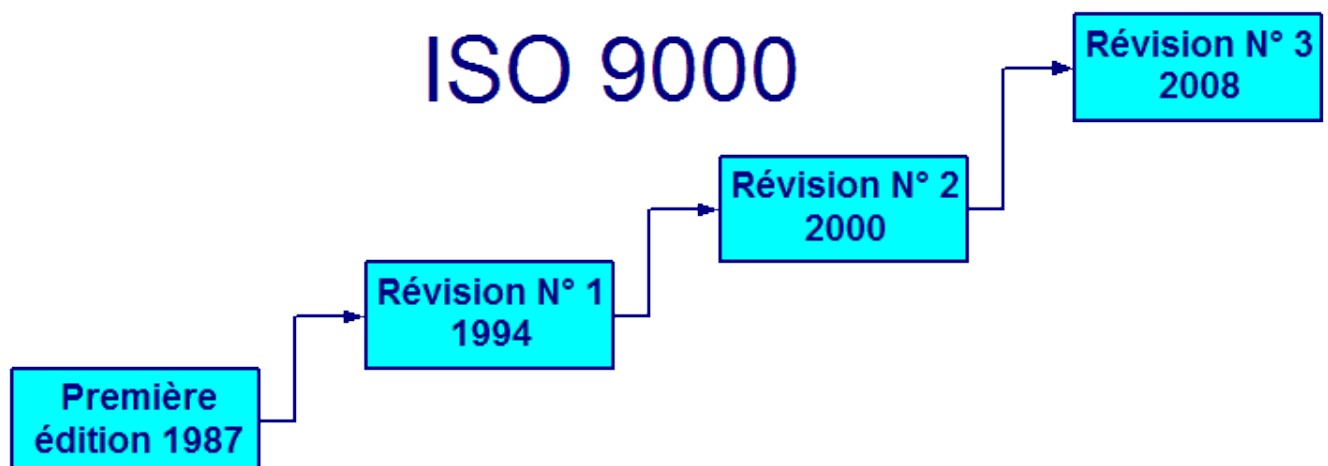 ISO 9000
Révision N° 3
2008
Révision N° 2
2000
Révision N° 1
1994
Première
édition 1987